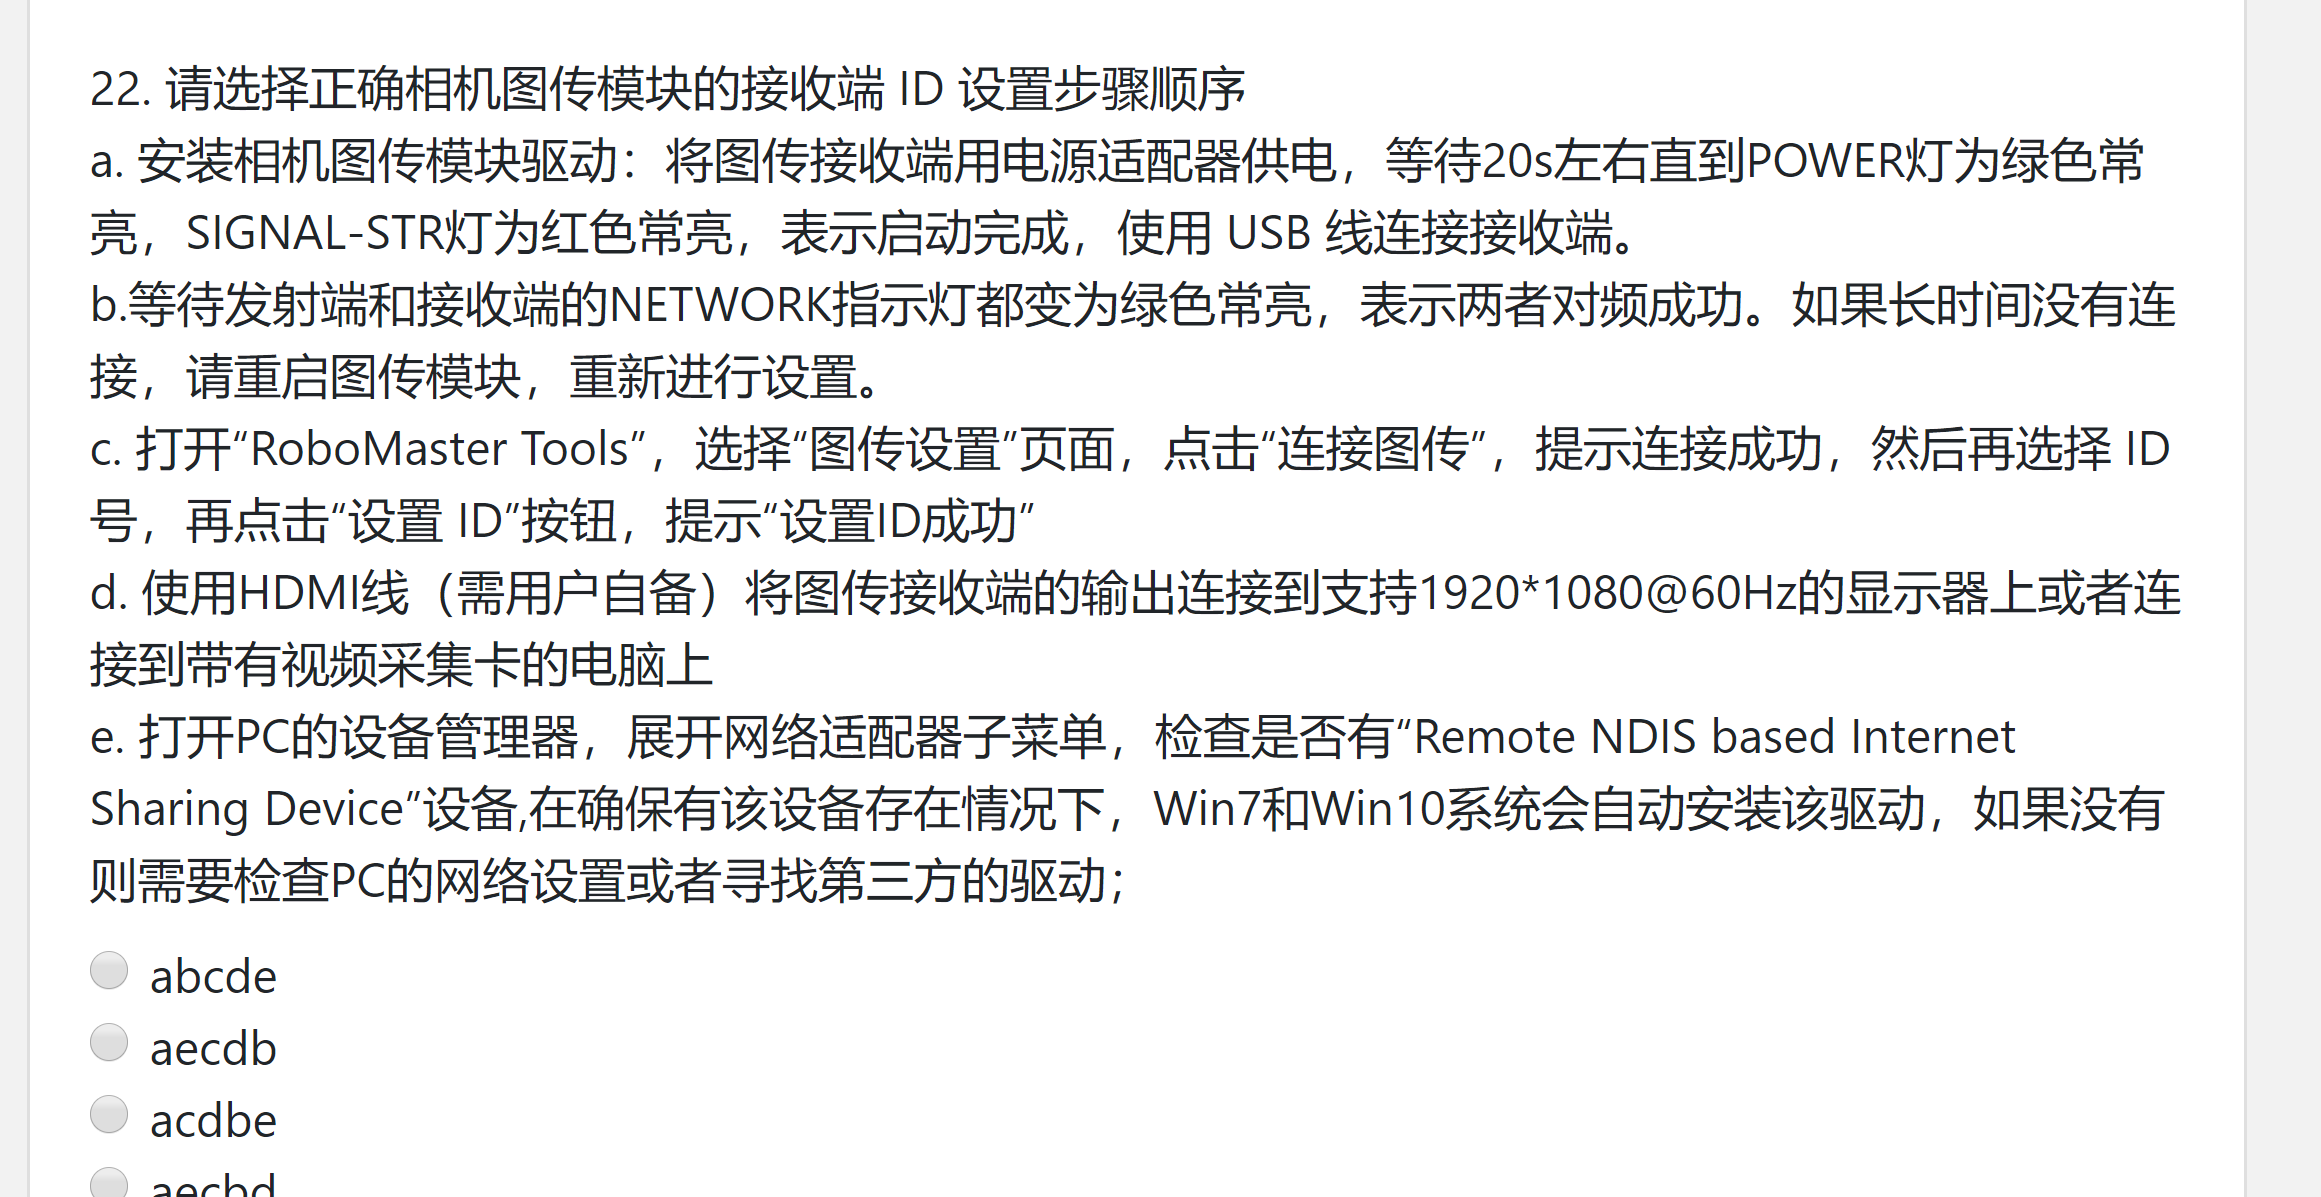 22. 请选择正确相机图传模块的接收端 ID 设置步骤顺序
a. 安装相机图传模块驱动：将图传接收端用电源适配器供电，等待20s左右直到POWER灯为绿色常
亮，SIGNAL-STR灯为红色常亮，表示启动完成，使用 USB 线连接接收端。
b.等待发射端和接收端的NETWORK指示灯都变为绿色常亮，表示两者对频成功。如果长时间没有连
接，请重启图传模块，重新进行设置。
c. 打开“RoboMaster Tools”，选择“图传设置”页面，点击“连接图传”，提示连接成功，然后再选择 ID
号，再点击“设置 ID”按钮，提示“设置ID成功”
d. 使用HDMI线（需用户自备）将图传接收端的输出连接到支持1920*1080@60Hz的显示器上或者连
接到带有视频采集卡的电脑上
e. 打开PC的设备管理器，展开网络适配器子菜单，检查是否有“Remote NDIS based Internet
Sharing Device”设备,在确保有该设备存在情况下，Win7和Win10系统会自动安装该驱动，如果没有
则需要检查PC的网络设置或者寻找第三方的驱动；
abcde
aecdb
acdbe
aecbd